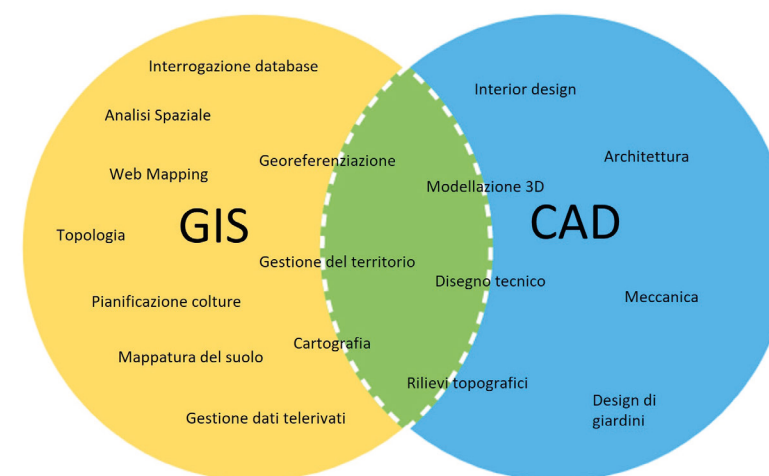 Interrogazione database
Interior design
Analisi Spaziale
Georeferenziazione
Architettura
Web Mapping
Modellazione 3D
GIS
CAD
Topologia
Gestione del territorio
Disegno tecnico
Pianificazione colture
Meccanica
Cartografia
Mappatura del suolo
Rilievi topografici
Gestione dati telerivati
Design di
giardini